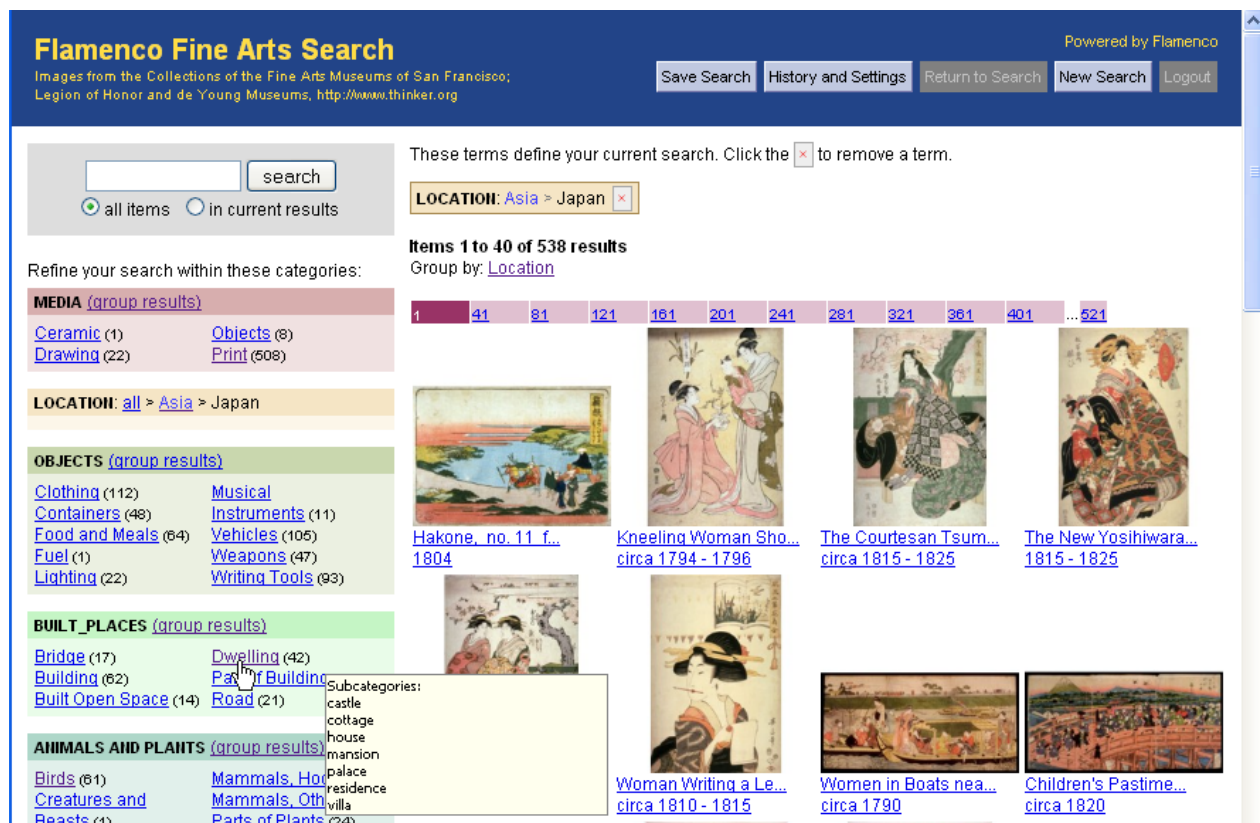 Flamenco Fine Arts Search
Images from the Collections of the Fine Arts Museums of San Francisco;
Legion of Honor and de Young Museums, http://www.thinker.org
Powered by Flamenco
Save Search
History and Settings
Return to Search
New Search
Logout
search
all items
in current results
Refine your search within these categories:
MEDIA (group results)
Ceramic (1)
Objects (8)
Drawing (22)
Print (508)
LOCATION: all > Asia > Japan
OBJECTS (group results)
Clothing (112)
Containers (48)
Food and Meals (64)
Fuel (1)
Lighting (22)
Musical
Instruments (11)
Vehicles (105)
Weapons (47)
Writing Tools (93)
BUILT_PLACES (group results)
Bridge (17)
Building (62)
Built Open Space (14)
Dwelling (42)
of Building
Road (21)
Subcategories:
castle
cottage
house
mansion
palace
residence
villa
ANIMALS AND PLANTS (group results)
Birds (61)
Creatures and
Beasts (1)
Mammals,
Mammals,
Parts of Plants (24)
These terms define your current search. Click the × to remove a term.
LOCATION: Asia > Japan ×
Items 1 to 40 of 538 results
Group by: Location
1 41 81 121 161 201 241 281 321 361 401 ...521
Hakone, no. 11 f...
1804
Kneeling Woman Sho...
circa 1794 - 1796
The Courtesan Tsum...
circa 1815 - 1825
The New Yosihiwara...
1815 - 1825
Woman Writing a Le...
circa 1810 - 1815
Women in Boats nea...
circa 1790
Children's Pastime...
circa 1820